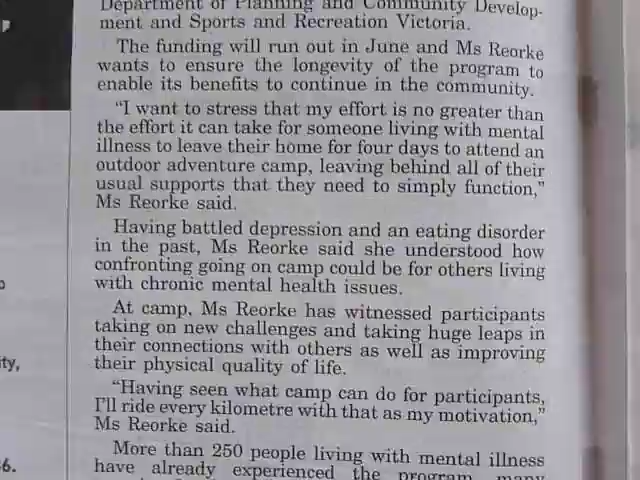 Department of Planning and Community Develop-
ment and Sports and Recreation Victoria.
The funding will run out in June and Ms Reorke
wants to ensure the longevity of the program to
enable its benefits to continue in the community.
"I want to stress that my effort is no greater than
the effort it can take for someone living with mental
illness to leave their home for four days to attend an
outdoor adventure camp, leaving behind all of their
usual supports that they need to simply function,"
Ms Reorke said.
Having battled depression and an eating disorder
in the past, Ms Reorke said she understood how
confronting going on camp could be for others living
with chronic mental health issues.
At camp, Ms Reorke has witnessed participants
taking on new challenges and taking huge leaps in
their connections with others as well as improving
their physical quality of life.
"Having seen what camp can do for participants,
I'll ride every kilometre with that as my motivation,"
Ms Reorke said.
More than 250 people living with mental illness
have already experienced the program, many
ity,
6.